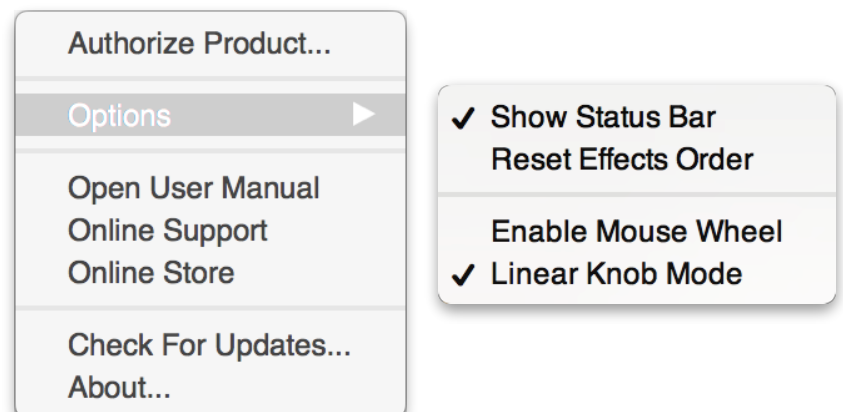 Authorize Product...
Options
Open User Manual
Online Support
Online Store
Check For Updates...
About...
Show Status Bar
Reset Effects Order
Enable Mouse Wheel
Linear Knob Mode